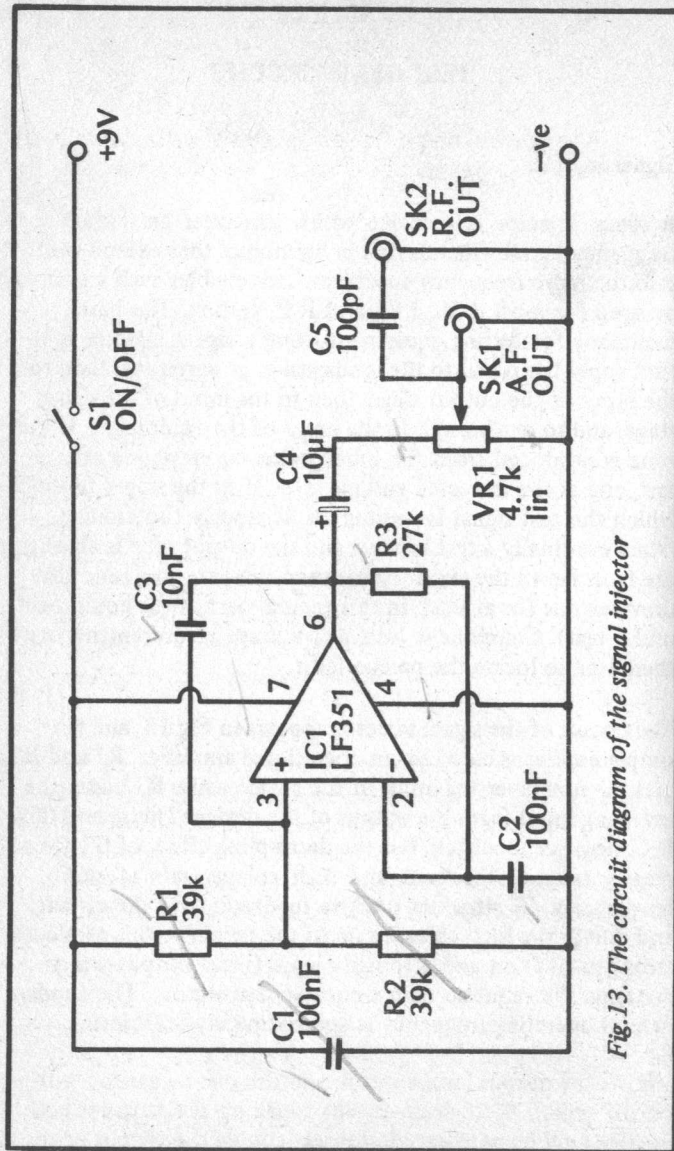 +9V
S1
ON/OFF
C3
10nF
R1
39k
C1
100nF
R2
39k
3
+
IC1
LF351
2
−
7
6
4
C4
10µF
+
R3
27k
C2
100nF
C5
100pF
SK2
R.F.
OUT
SK1
A.F.
OUT
VR1
4.7k
lin
−ve
Fig.13. The circuit diagram of the signal injector